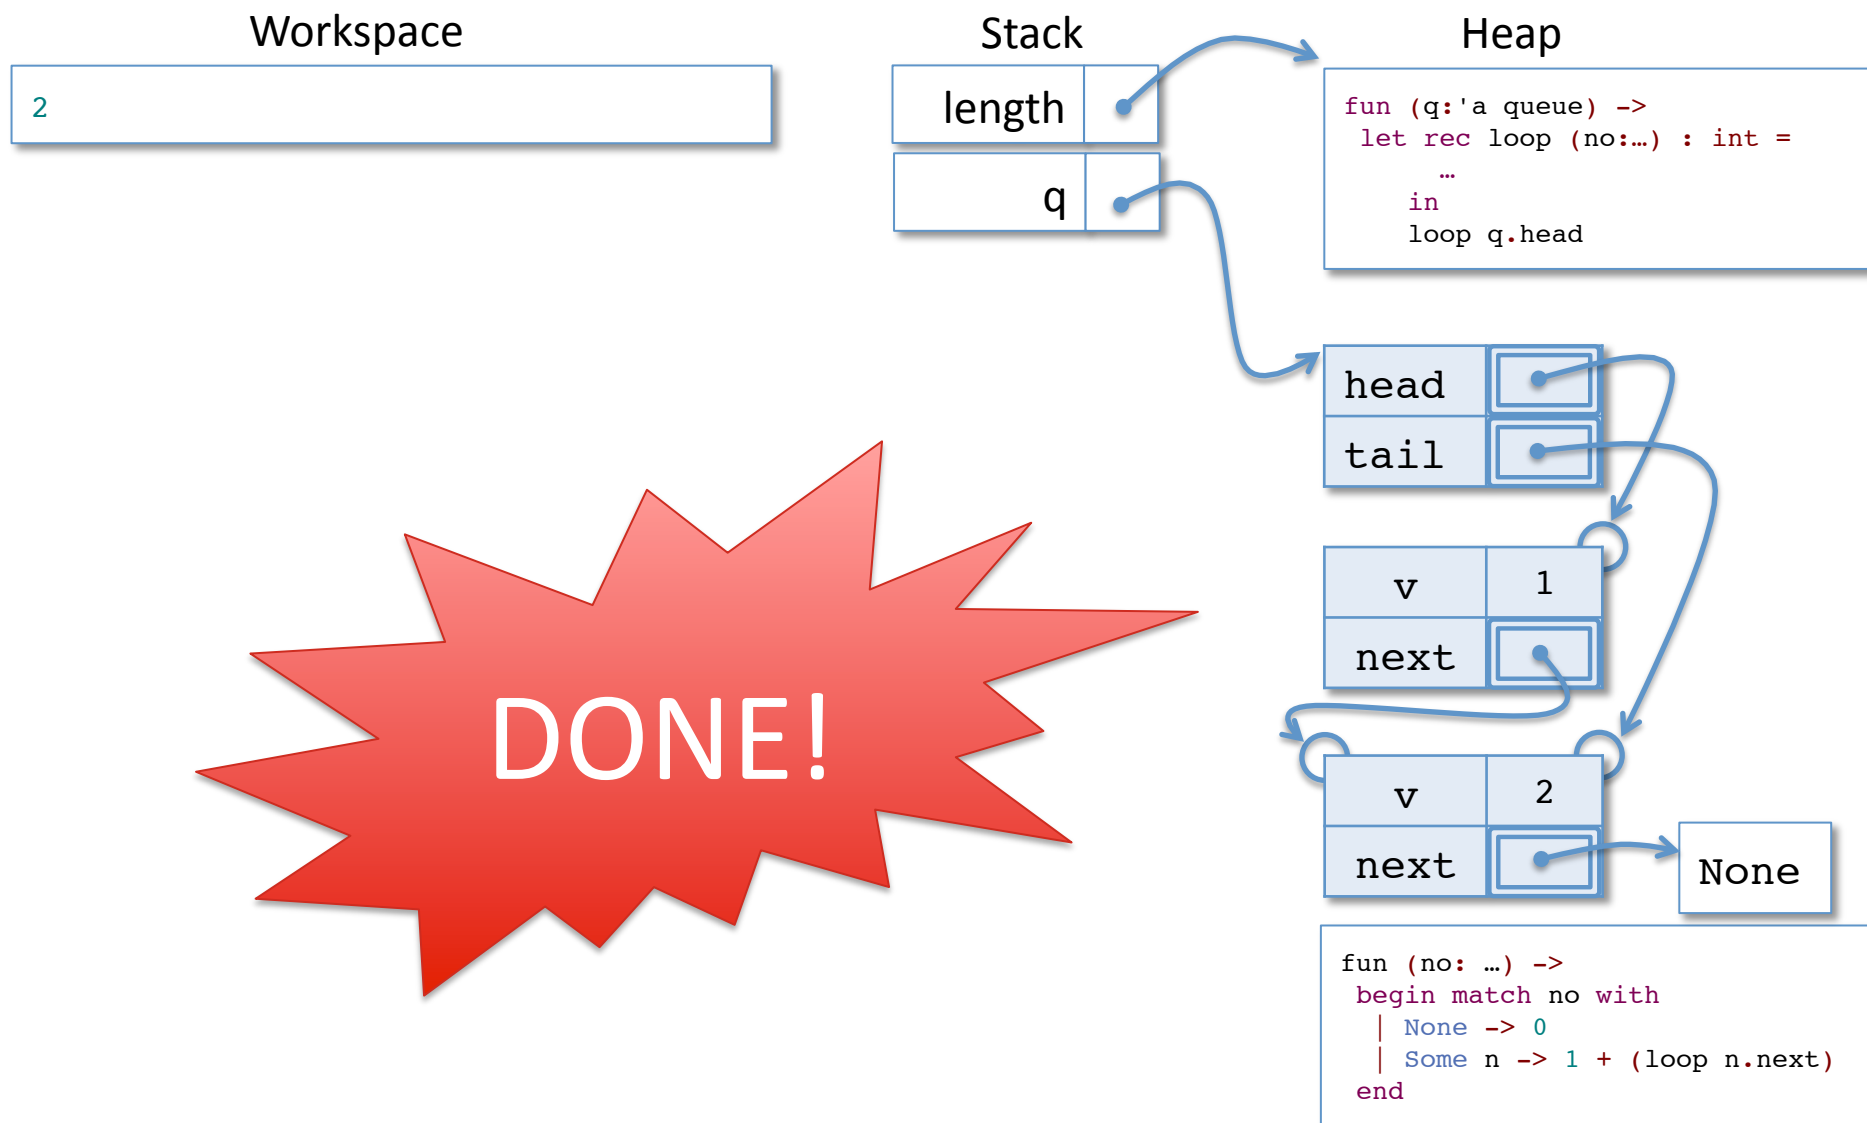 Workspace
Stack
Heap
2
length
q
fun (q:'a queue) ->
let rec loop (no:…) : int =
…
in
loop q.head
head
tail
v 1
next
v 2
next
None
DONE!
fun (no: …) ->
begin match no with
| None -> 0
| Some n -> 1 + (loop n.next)
end